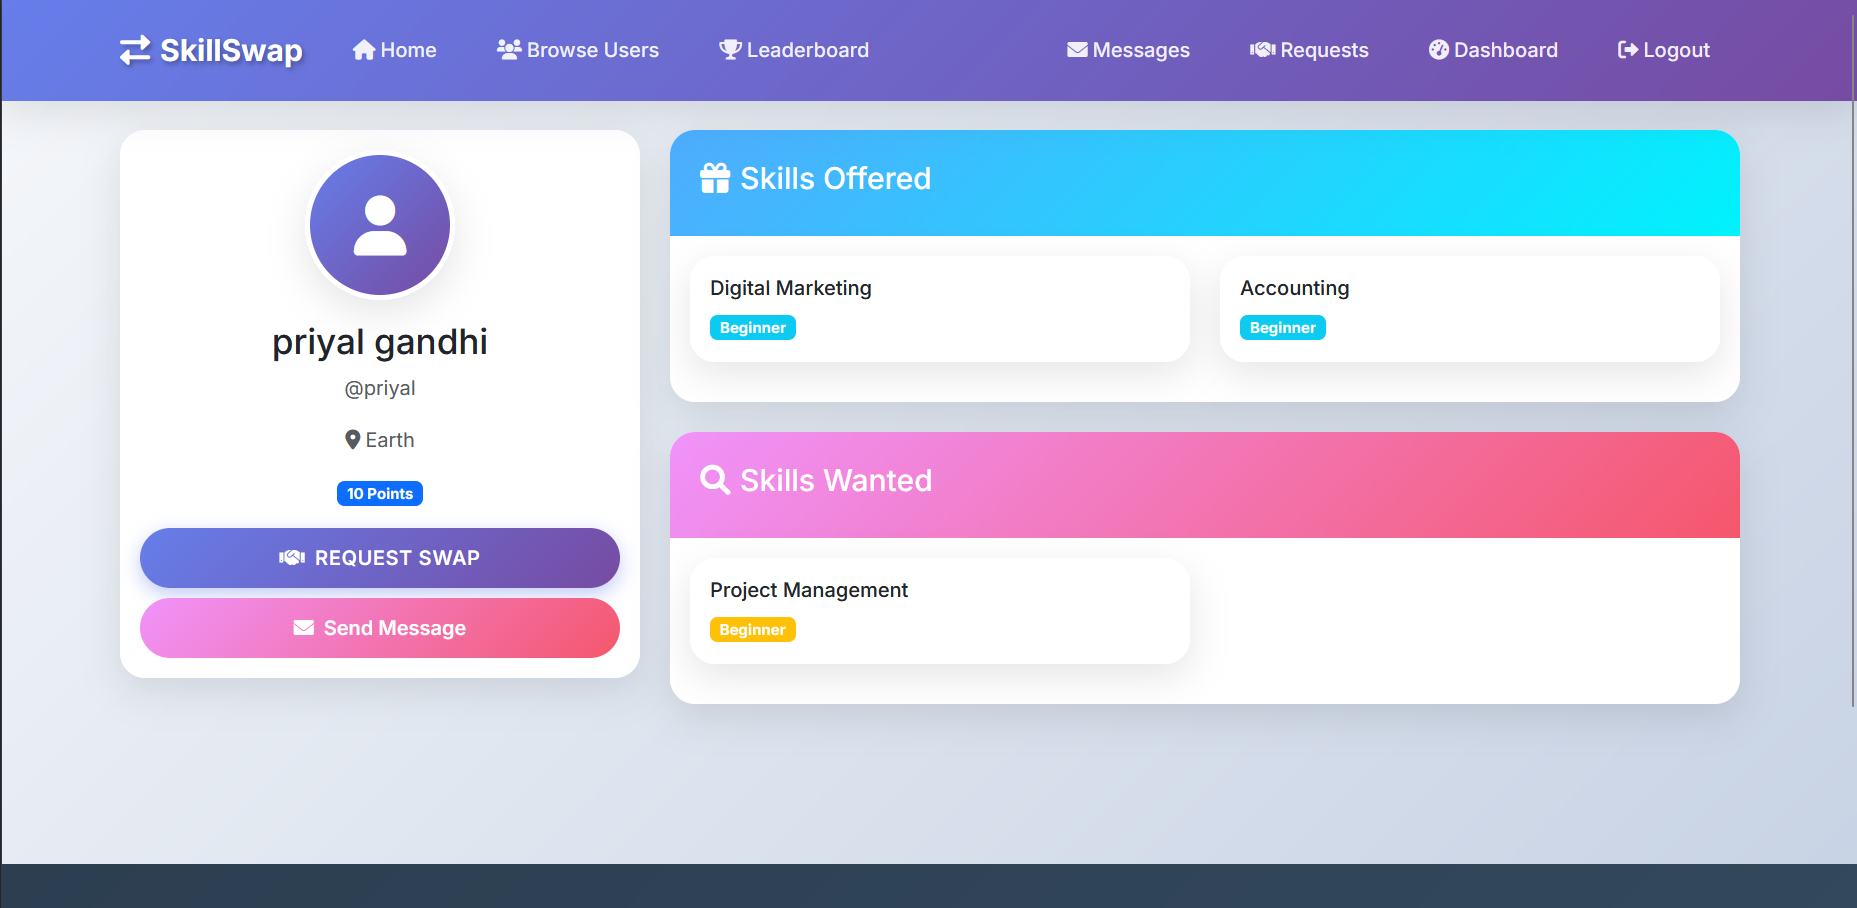 SkillSwap Home Browse Users Leaderboard Messages Requests Dashboard Logout
priyal gandhi
@priyal
Earth
10 Points
REQUEST SWAP
Send Message
Skills Offered
Digital Marketing
Beginner
Accounting
Beginner
Skills Wanted
Project Management
Beginner